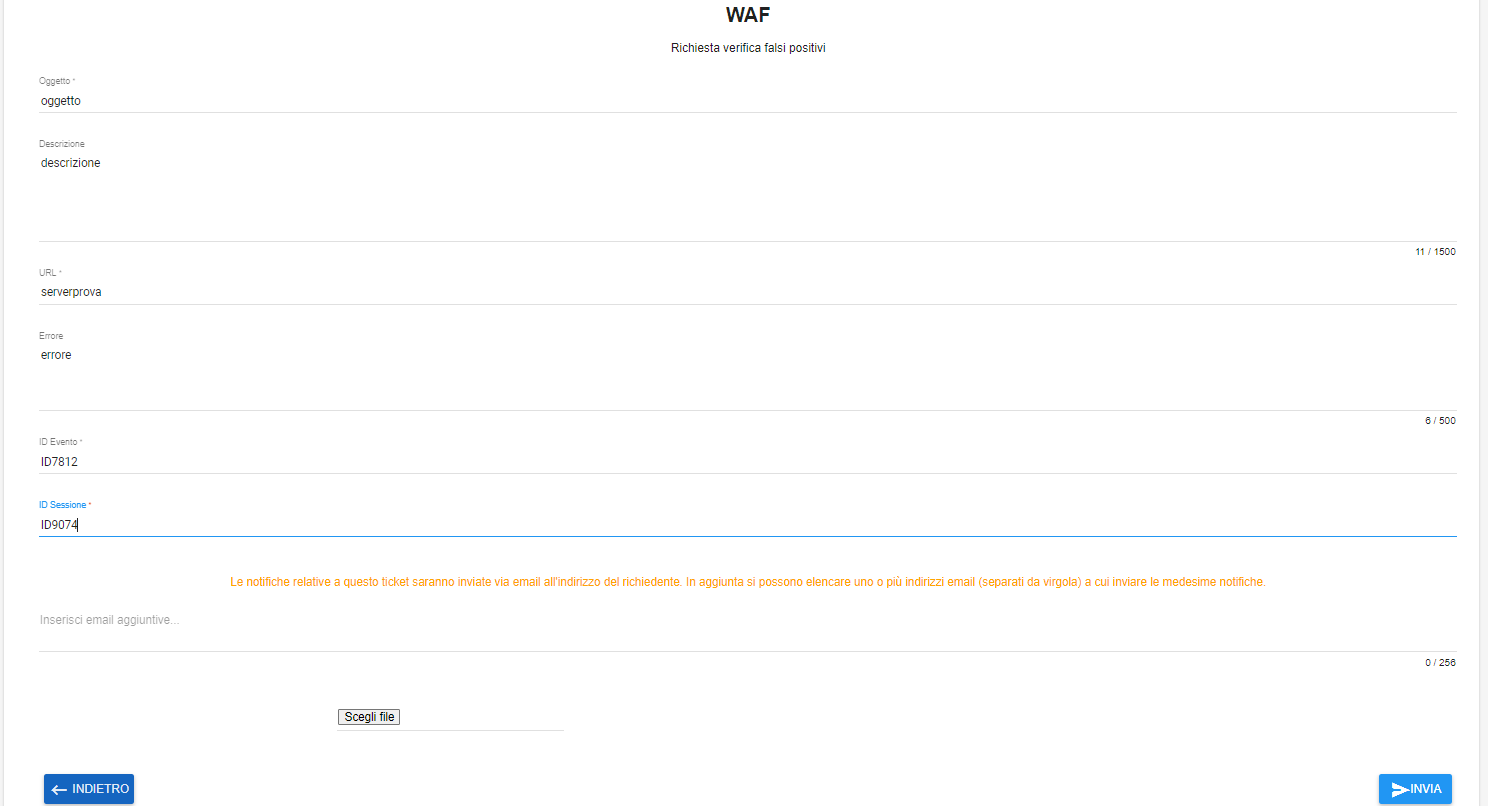 WAF
Richiesta verifica falsi positivi
Oggetto *
oggetto
Descrizione
descrizione
11 / 1500
URL *
serverprova
Errore
errore
6 / 500
ID Evento *
ID7812
ID Sessione *
ID9074
Le notifiche relative a questo ticket saranno inviate via email all'indirizzo del richiedente. In aggiunta si possono elencare uno o più indirizzi email (separati da virgola) a cui inviare le medesime notifiche.
Inserisci email aggiuntive...
0 / 256
Scegli file
INDIETRO
INVIA